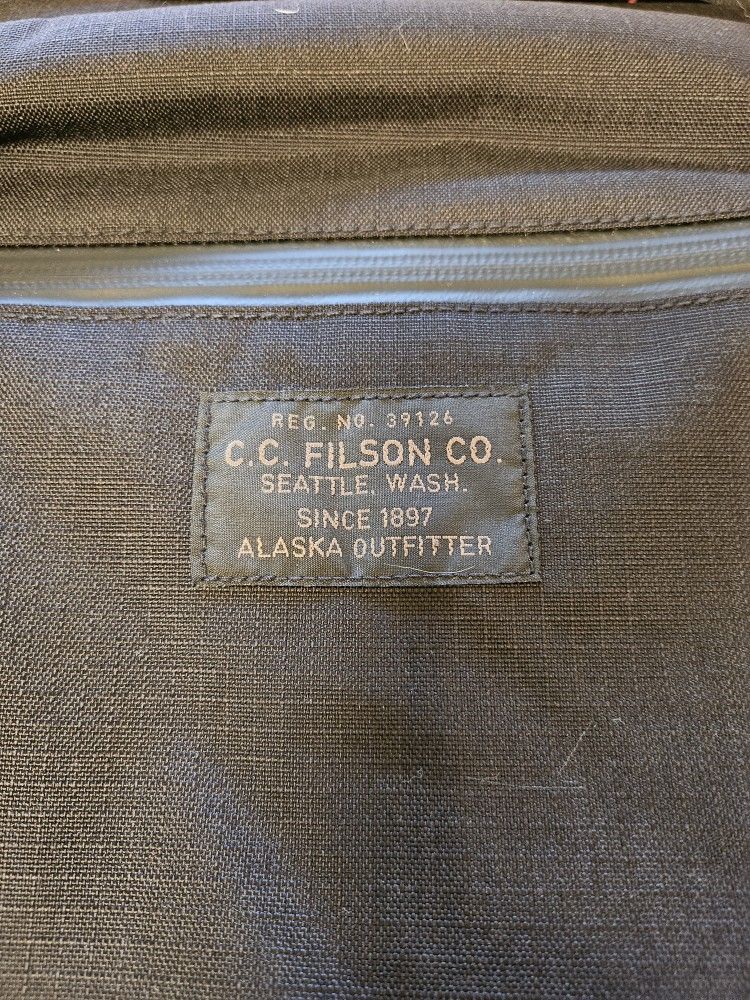 REG. NO. 39126
C.C. FILSON CO.
SEATTLE, WASH.
SINCE 1897
ALASKA OUTFITTER